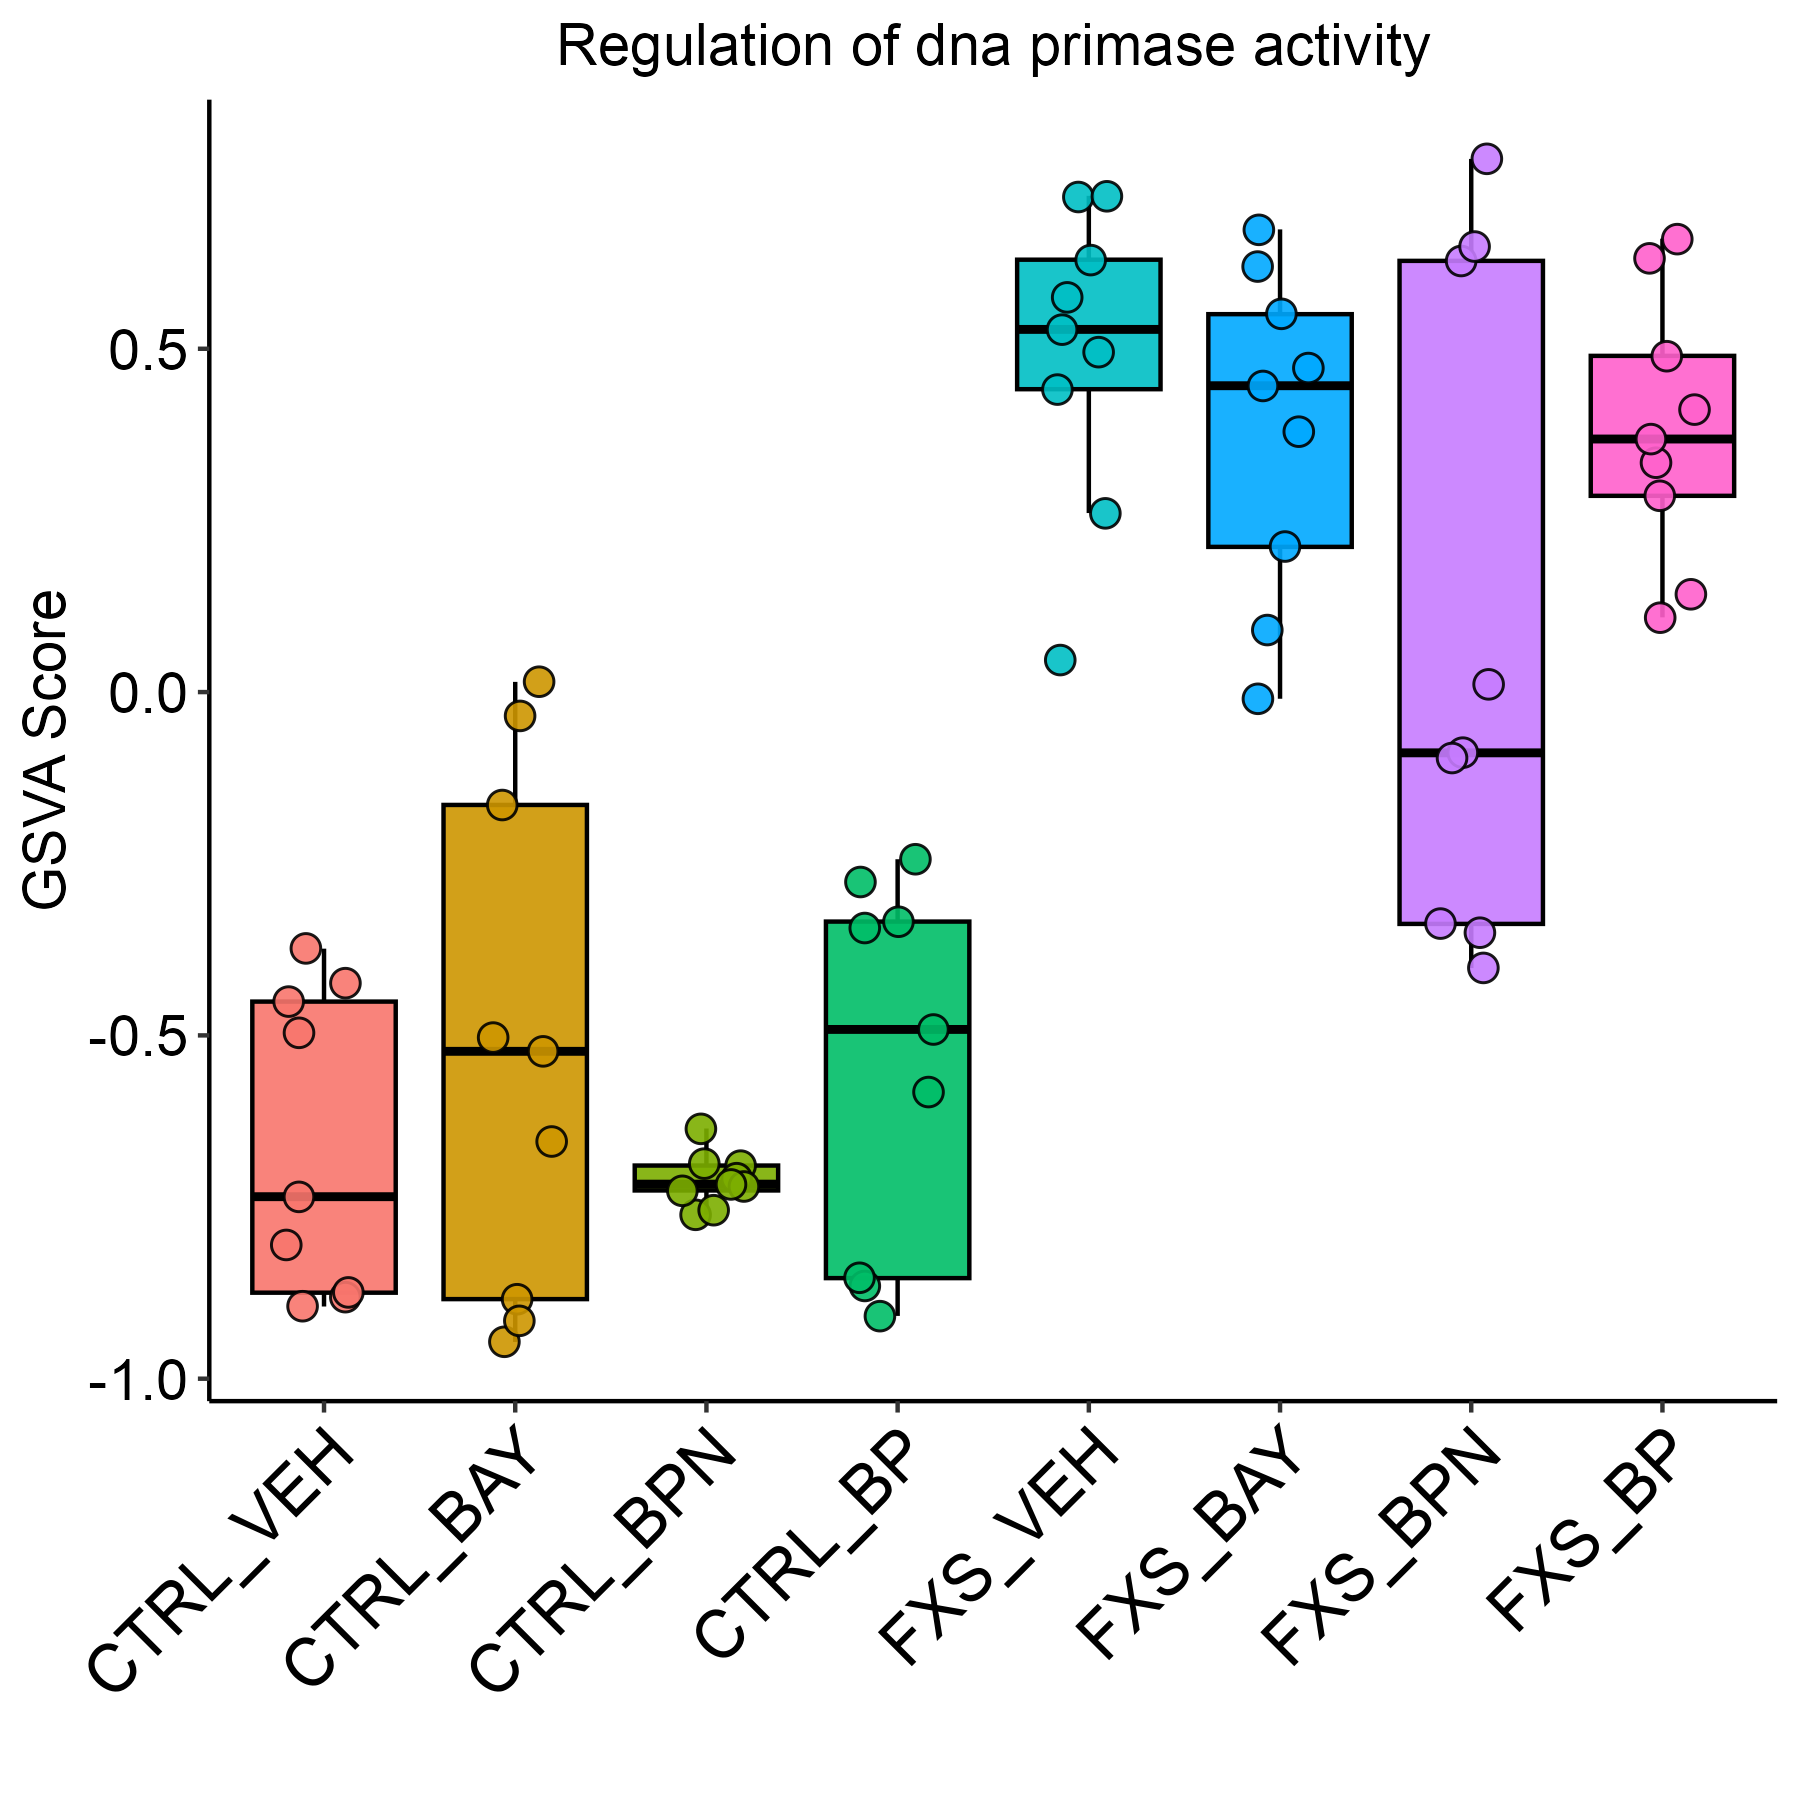 Regulation of dna primase activity
GSVA Score
0.5
0.0
-0.5
-1.0
CTRL_VEH
CTRL_BAY
CTRL_BPN
CTRL_BP
FXS_VEH
FXS_BAY
FXS_BPN
FXS_BP